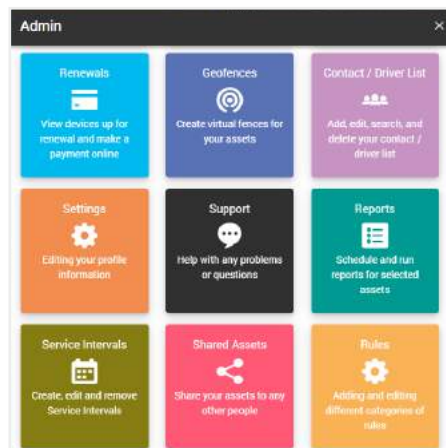 Admin
Renewals
View devices up for
renewal and make a
payment online
Geofences
Create virtual fences for
your assets
Contact / Driver List
Add, edit, search, and
delete your contact /
driver list
Settings
Editing your profile
information
Support
Help with any problems
or questions
Reports
Schedule and run
reports for selected
assets
Service Intervals
Create, edit and remove
Service Intervals
Shared Assets
Share your assets to any
other people
Rules
Adding and editing
different categories of
rules